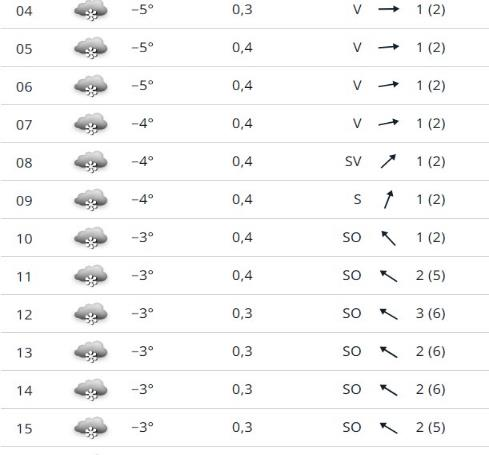 04 −5° 0,3 V 1 (2)
05 −5° 0,4 V 1 (2)
06 −5° 0,4 V 1 (2)
07 −4° 0,4 V 1 (2)
08 −4° 0,4 SV 1 (2)
09 −4° 0,4 S 1 (2)
10 −3° 0,4 SO 1 (2)
11 −3° 0,4 SO 2 (5)
12 −3° 0,3 SO 3 (6)
13 −3° 0,3 SO 2 (6)
14 −3° 0,3 SO 2 (6)
15 −3° 0,3 SO 2 (5)